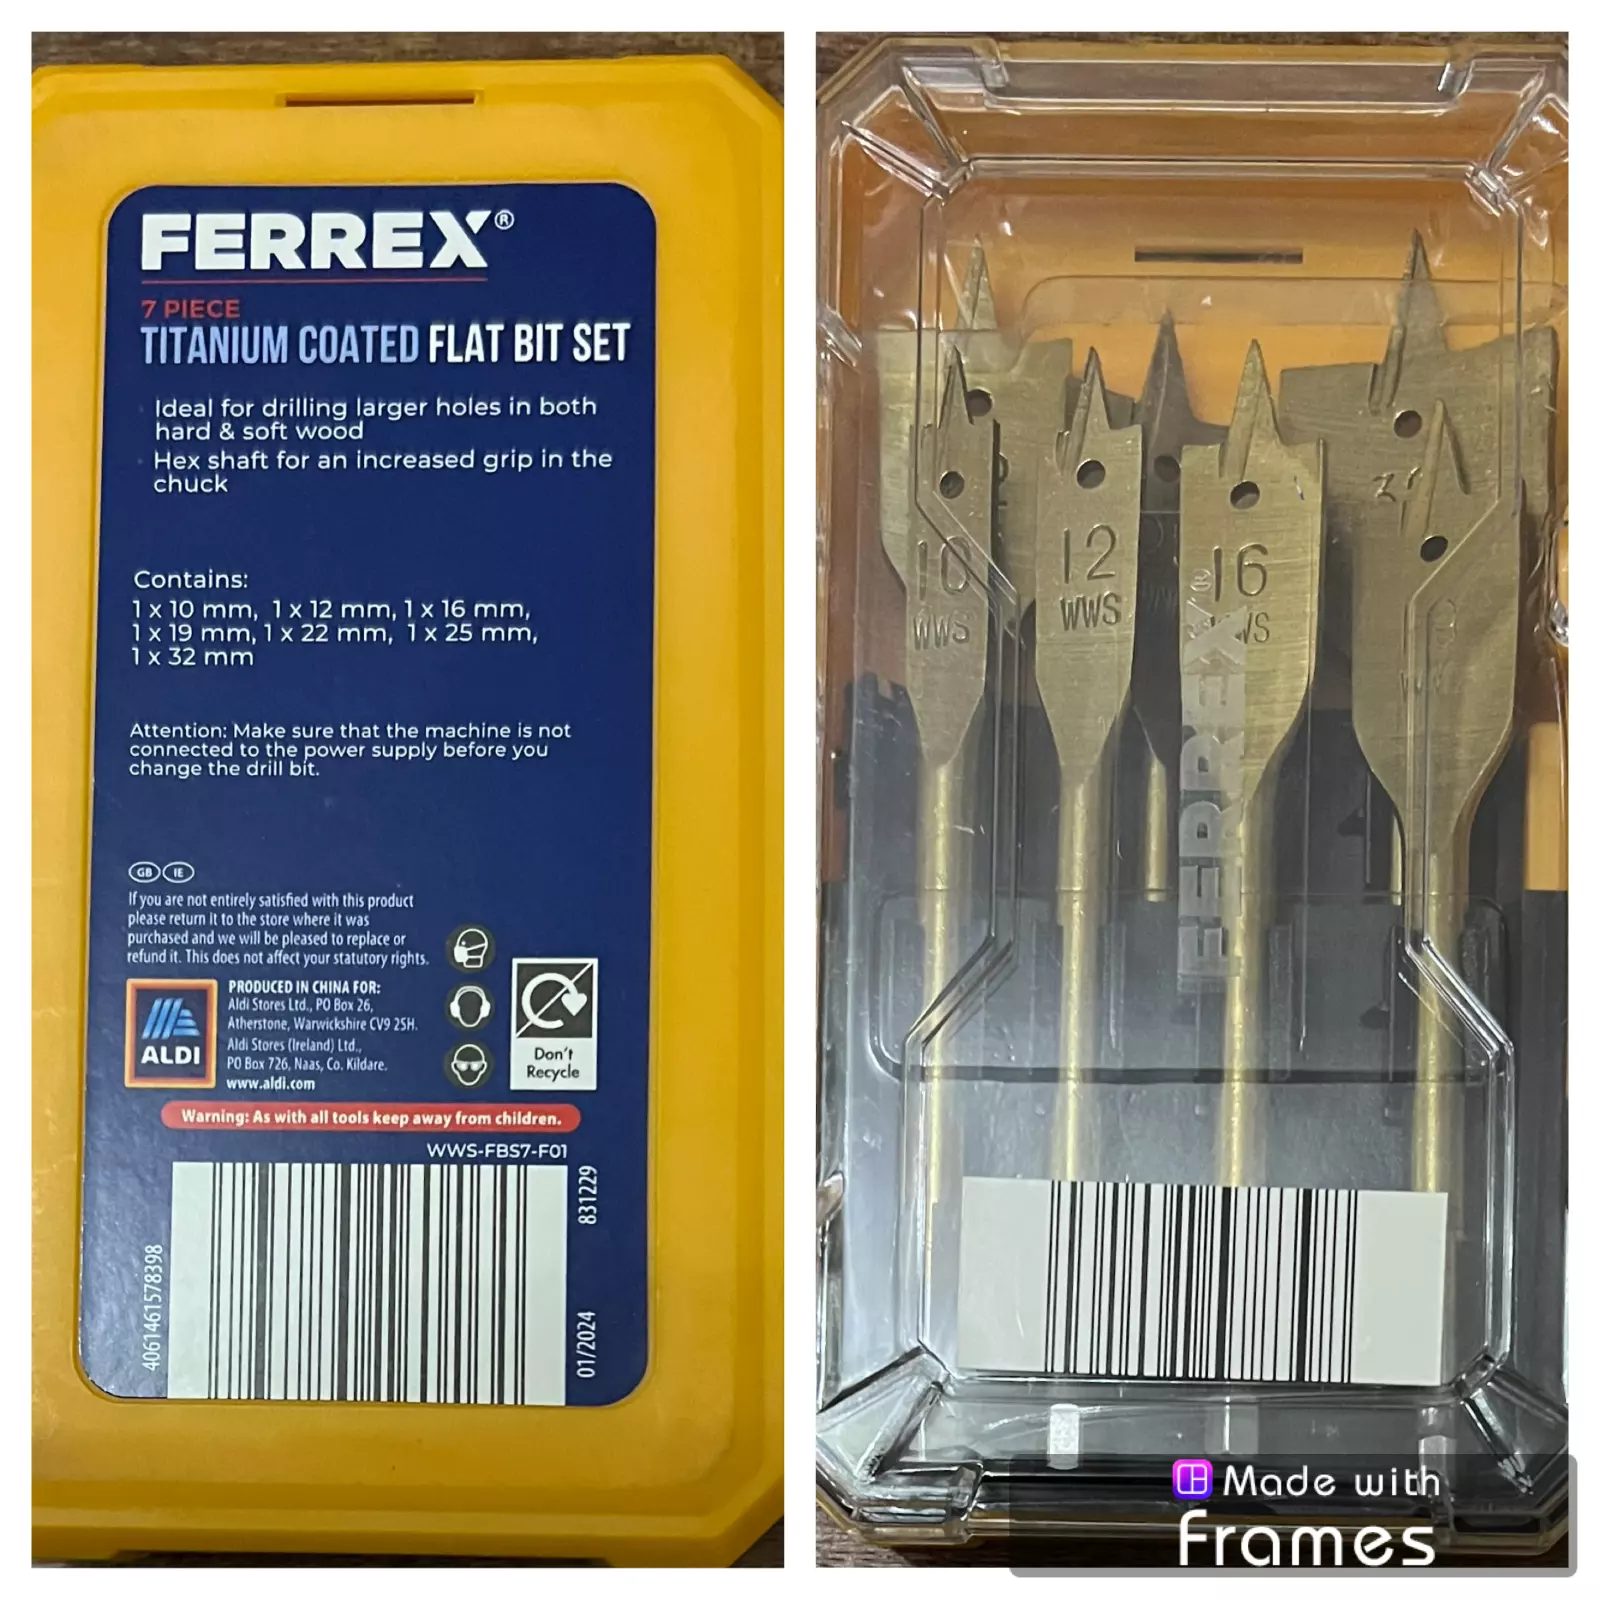 FERREX®
7 PIECE
TITANIUM COATED FLAT BIT SET
Ideal for drilling larger holes in both
hard & soft wood
Hex shaft for an increased grip in the
chuck
Contains:
1 x 10 mm, 1 x 12 mm, 1 x 16 mm,
1 x 19 mm, 1 x 22 mm, 1 x 25 mm,
1 x 32 mm
Attention: Make sure that the machine is not
connected to the power supply before you
change the drill bit.
GB IE
If you are not entirely satisfied with this product
please return it to the store where it was
purchased and we will be pleased to replace or
refund it. This does not affect your statutory rights.
ALDI
PRODUCED IN CHINA FOR:
Aldi Stores Ltd., PO Box 26,
Atherstone, Warwickshire CV9 2SH.
Aldi Stores (Ireland) Ltd.,
PO Box 726, Naas, Co. Kildare.
www.aldi.com
Don't
Recycle
Warning: As with all tools keep away from children.
WWS-FBS7-F01
4061461578398
831229
01/2024
10
WWS
12
WWS
16
FERREX®
Made with
Frames